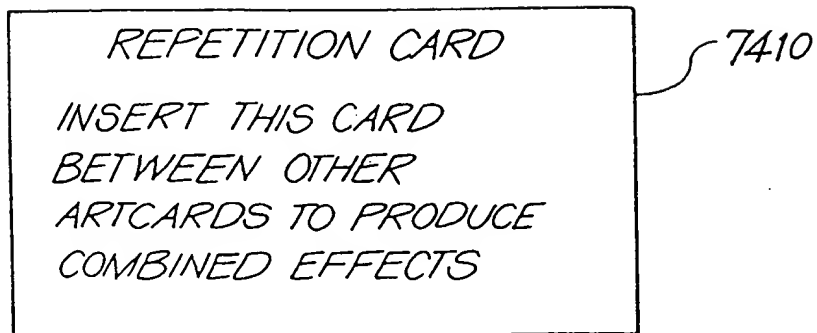 REPETITION CARD
7410
INSERT THIS CARD
BETWEEN OTHER
ARTCARDS TO PRODUCE
COMBINED EFFECTS